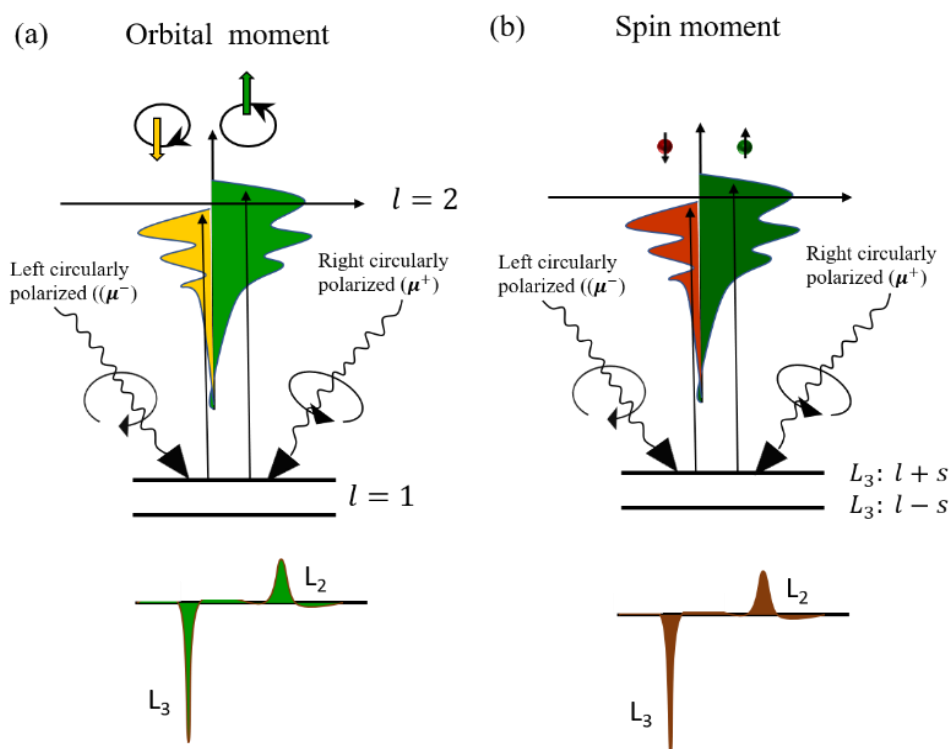 (a) Orbital moment
(b) Spin moment
l = 2
Left circularly
polarized ((μ⁻)
Right circularly
polarized (μ⁺)
l = 1
L₂
L₃
Left circularly
polarized ((μ⁻)
Right circularly
polarized (μ⁺)
L₃: l + s
L₃: l − s
L₂
L₃